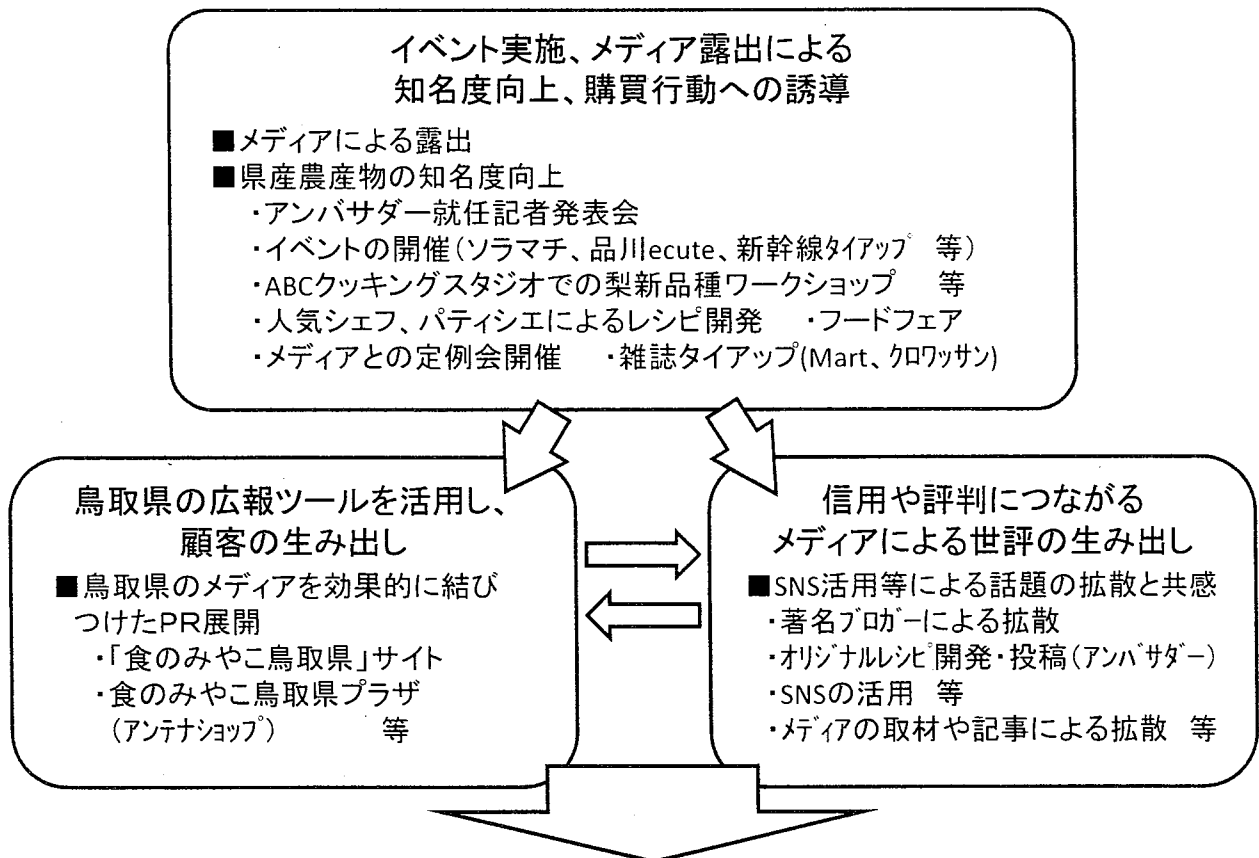 イベント実施、メディア露出による
知名度向上、購買行動への誘導
■メディアによる露出
■県産農産物の知名度向上
・アンバサダー就任記者発表会
・イベントの開催(ソラマチ、品川ecute、新幹線ﾀｲｱｯﾌﾟ 等)
・ABCクッキングスタジオでの梨新品種ワークショップ 等
・人気シェフ、パティシエによるレシピ開発 ・フードフェア
・メディアとの定例会開催 ・雑誌タイアップ(Mart、ｸﾛﾜｯｻﾝ)
鳥取県の広報ツールを活用し、
顧客の生み出し
■鳥取県のメディアを効果的に結び
つけたPR展開
・「食のみやこ鳥取県」サイト
・食のみやこ鳥取県プラザ
(ｱﾝﾃﾅｼｮｯﾌﾟ) 等
信用や評判につながる
メディアによる世評の生み出し
■SNS活用等による話題の拡散と共感
・著名ﾌﾞﾛｶﾞｰによる拡散
・ｵﾘｼﾞﾅﾙﾚｼﾋﾟ開発・投稿(ｱﾝﾊﾞｻﾀﾞｰ)
・SNSの活用 等
・ﾒﾃﾞｨｱの取材や記事による拡散 等